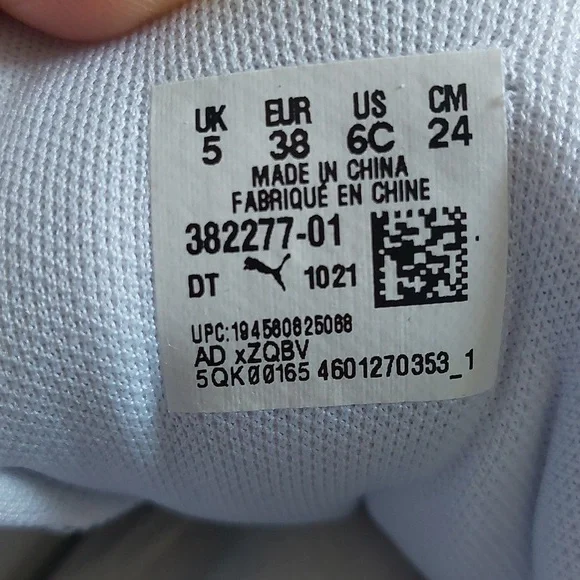 UK EUR US CM
5 38 6C 24
MADE IN CHINA
FABRIQUÉ EN CHINE
382277-01
DT 1021
UPC:194580825068
AD xZQBV
5QK00165 4601270353_1